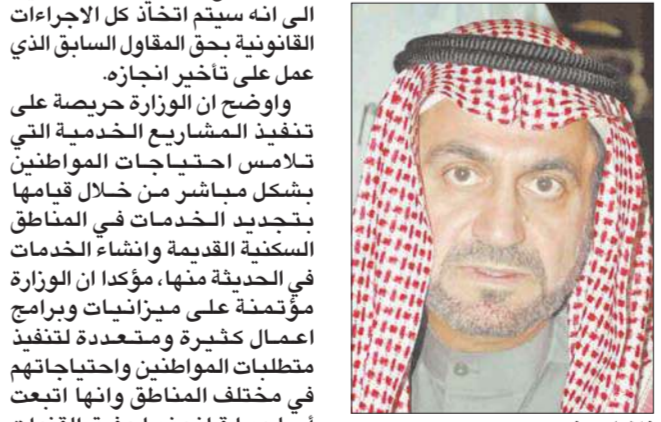 الى انه سيتم اتخاذ كل الاجراءات
القانونية بحق المقاول السابق الذي
عمل على تأخير انجازه.
واوضح ان الوزارة حريصة على
تنفيذ المشاريع الخدمية التي
تلامس احتياجات المواطنين
بشكل مباشر من خلال قيامها
بتجديد الخدمات في المناطق
السكنية القديمة وانشاء الخدمات
في الحديثة منها، مؤكدا ان الوزارة
مؤتمنة على ميزانيات وبرامج
اعمال كثيرة ومتعددة لتنفيذ
متطلبات المواطنين واحتياجاتهم
في مختلف المناطق وانها اتبعت